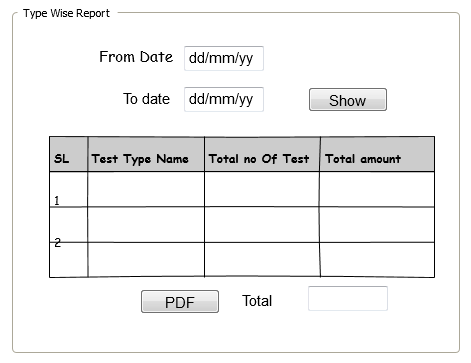 Type Wise Report
From Date dd/mm/yy
To date dd/mm/yy Show
SL Test Type Name Total no Of Test Total amount
1
2
PDF Total